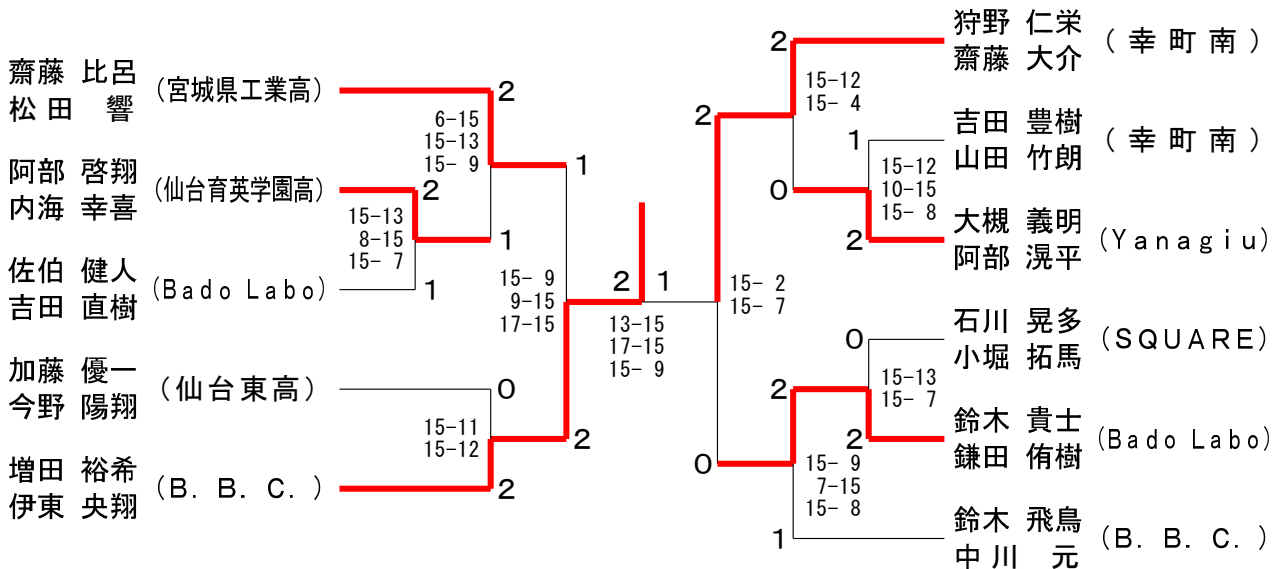 齋藤 比呂
松田 響
(宮城県工業高)
2
6-15
15-13
15- 9
1
阿部 啓翔
内海 幸喜
(仙台育英学園高)
2
15-13
8-15
15- 7
1
佐伯 健人
吉田 直樹
(Bado Labo)
1
15- 9
9-15
17-15
加藤 優一
今野 陽翔
(仙台東高)
0
15-11
15-12
2
増田 裕希
伊東 央翔
(B. B. C. )
2
2
1
13-15
17-15
15- 9
狩野 仁栄
齋藤 大介
(幸町南)
2
15-12
15- 4
2
吉田 豊樹
山田 竹朗
(幸町南)
1
15-12
10-15
15- 8
0
大槻 義明
阿部 滉平
(Yanagiu)
2
15- 2
15- 7
石川 晃多
小堀 拓馬
(SQUARE)
0
15-13
15- 7
2
鈴木 貴士
鎌田 侑樹
(Bado Labo)
2
0
15- 9
7-15
15- 8
鈴木 飛鳥
中川 元
(B. B. C. )
1